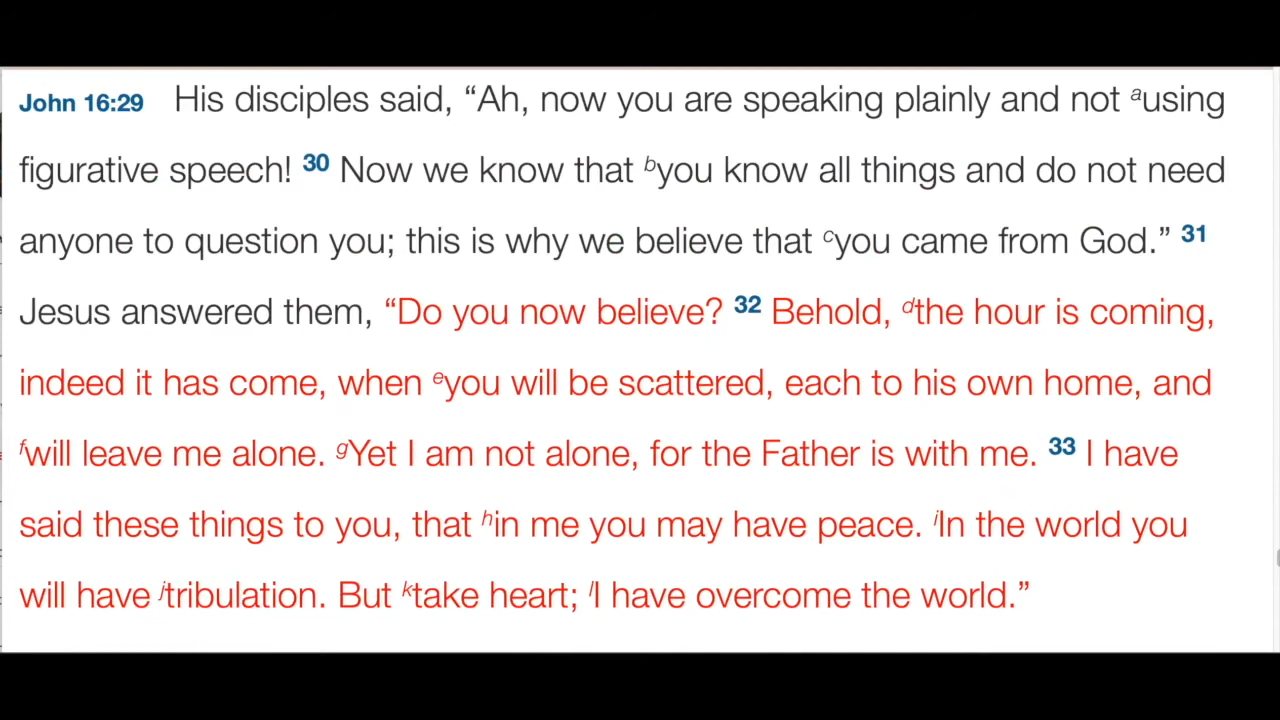 John 16:29 His disciples said, “Ah, now you are speaking plainly and not ausing
figurative speech! 30 Now we know that byou know all things and do not need
anyone to question you; this is why we believe that cyou came from God.” 31
Jesus answered them, “Do you now believe? 32 Behold, dthe hour is coming,
indeed it has come, when eyou will be scattered, each to his own home, and
fwill leave me alone. gYet I am not alone, for the Father is with me. 33 I have
said these things to you, that hin me you may have peace. iIn the world you
will have jtribulation. But ktake heart; lI have overcome the world.”